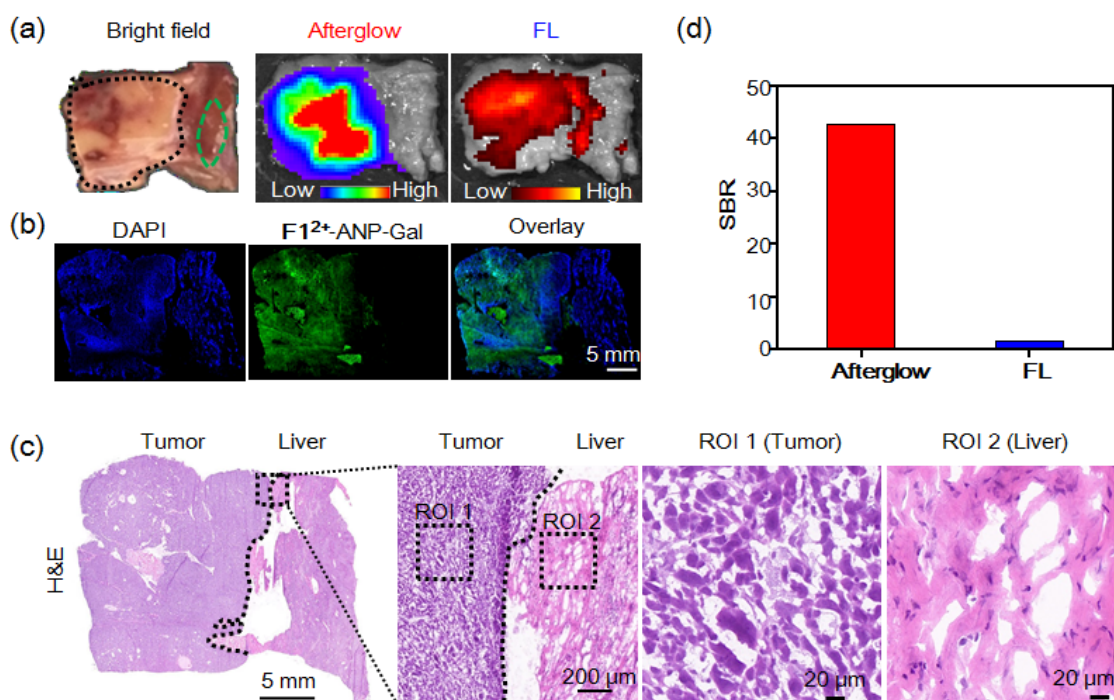 (a) Bright field Afterglow FL
Low High Low High
(b) DAPI F1²⁺-ANP-Gal Overlay
5 mm
(d)
SBR
50
40
30
20
10
0
Afterglow FL
(c) Tumor Liver Tumor Liver ROI 1 (Tumor) ROI 2 (Liver)
H&E
ROI 1 ROI 2
5 mm 200 µm 20 µm 20 µm